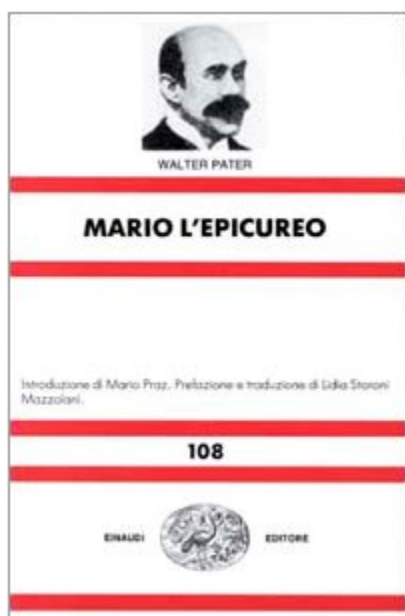 WALTER PATER
MARIO L'EPICUREO
Introduzione di Mario Praz. Prefazione e traduzione di Lidia Storoni
Mazzolani.
108
EINAUDI EDITORE